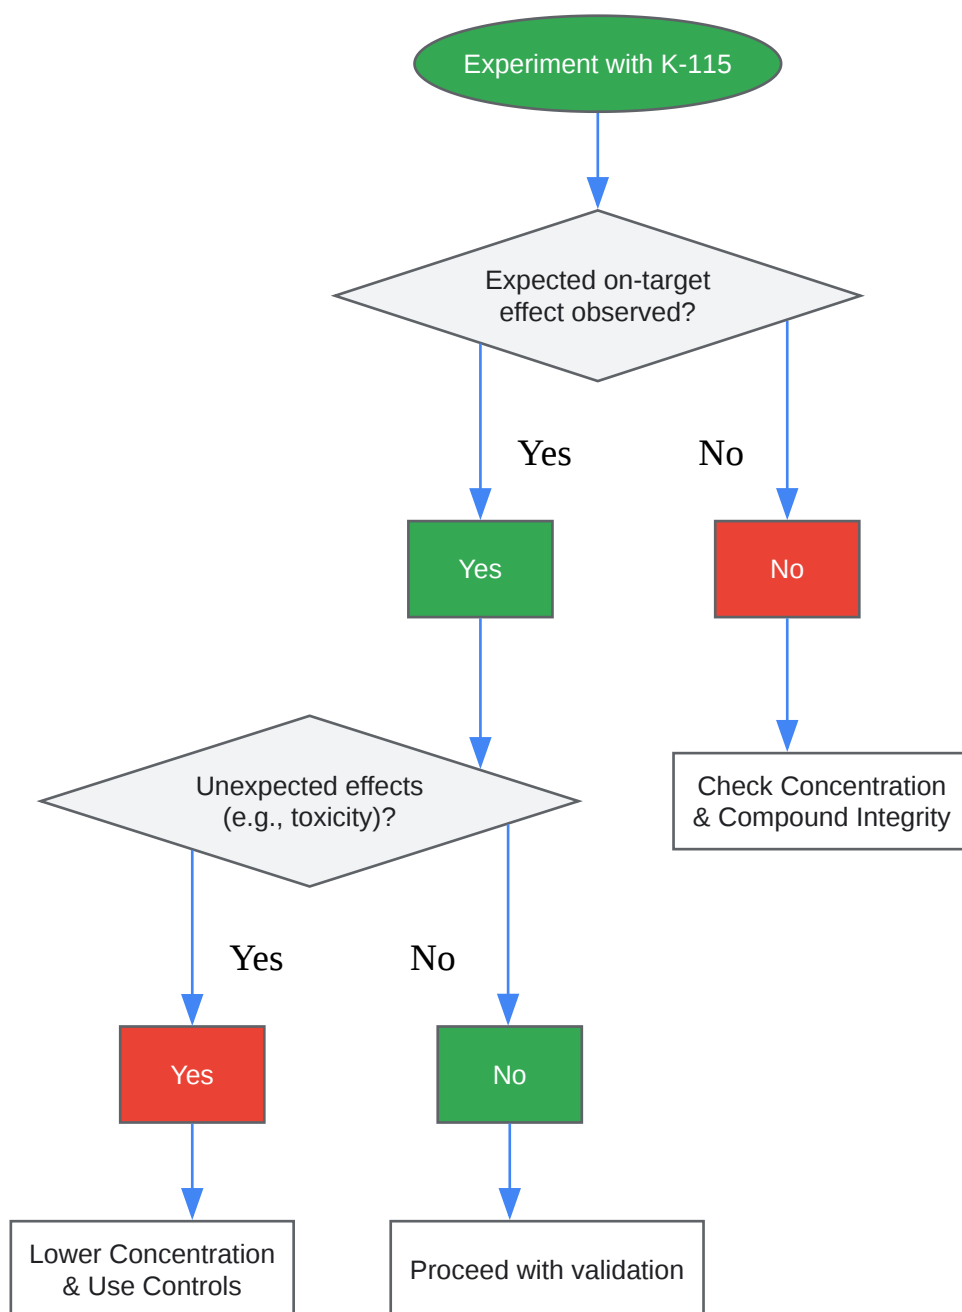 Experiment with K-115
Expected on-target
effect observed?
Yes
No
Yes
No
Unexpected effects
(e.g., toxicity)?
Check Concentration
& Compound Integrity
Yes
No
Yes
No
Lower Concentration
& Use Controls
Proceed with validation